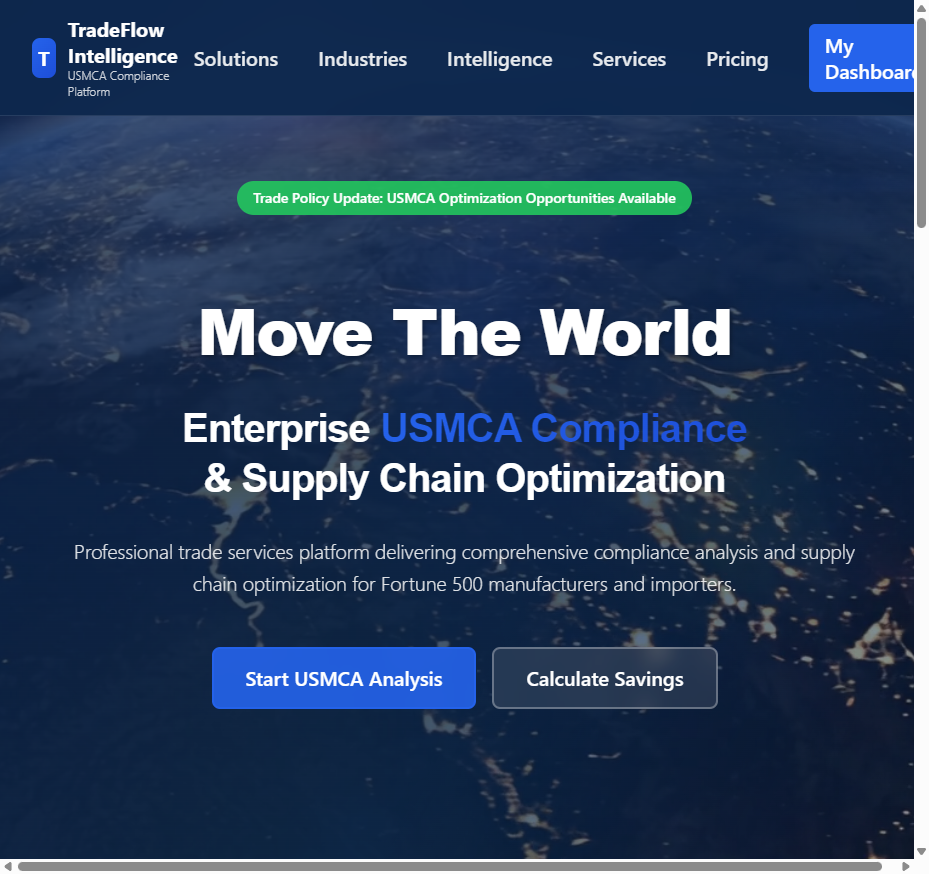 T
TradeFlow
Intelligence
USMCA Compliance
Platform
Solutions
Industries
Intelligence
Services
Pricing
My
Dashboard
Trade Policy Update: USMCA Optimization Opportunities Available
Move The World
Enterprise USMCA Compliance
& Supply Chain Optimization
Professional trade services platform delivering comprehensive compliance analysis and supply
chain optimization for Fortune 500 manufacturers and importers.
Start USMCA Analysis
Calculate Savings